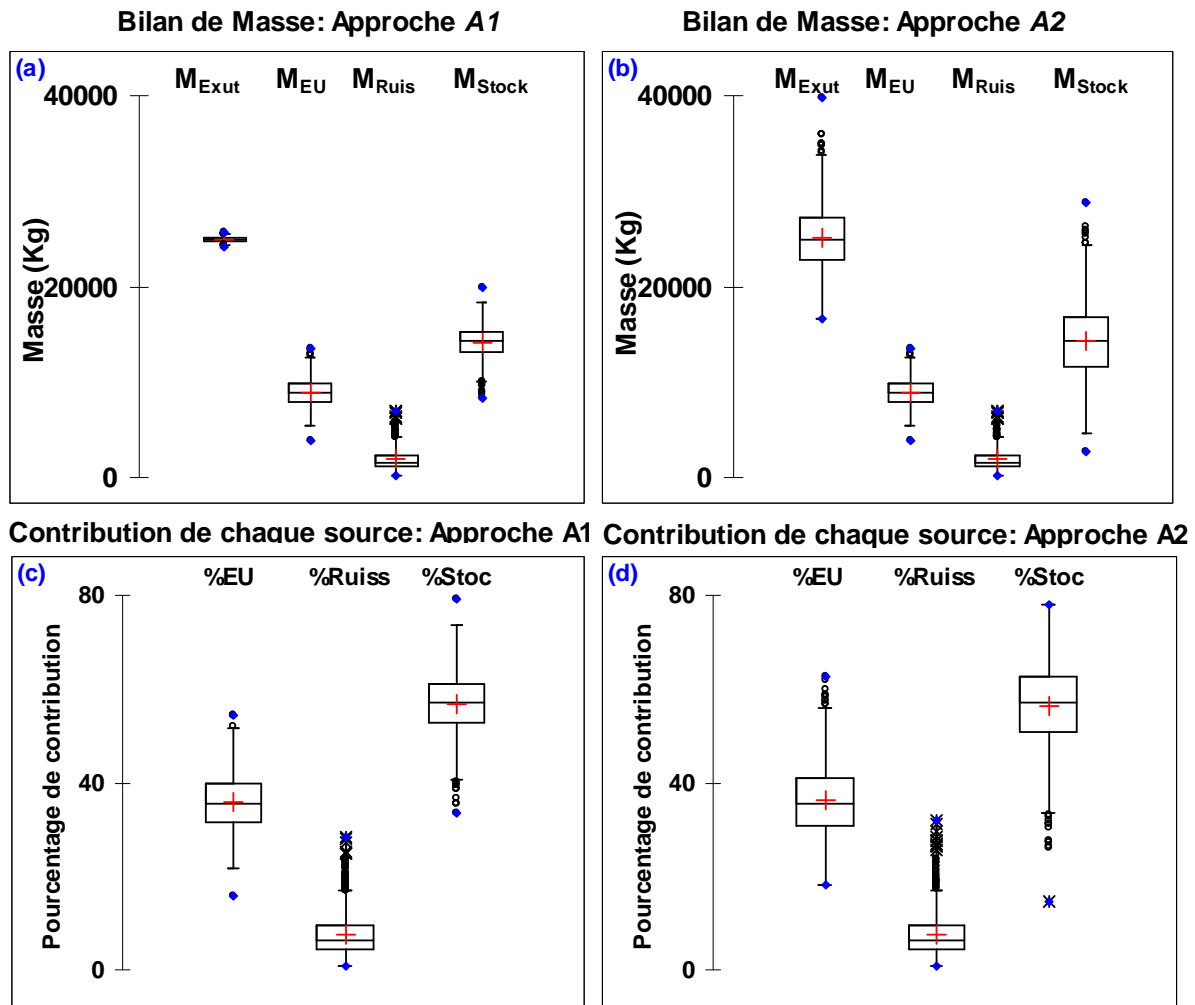 Bilan de Masse: Approche A1
Bilan de Masse: Approche A2
(a)
M_Exut M_EU M_Ruis M_Stock
40000
20000
0
Masse (Kg)
(b)
M_Exut M_EU M_Ruis M_Stock
40000
20000
0
Masse (Kg)
Contribution de chaque source: Approche A1
Contribution de chaque source: Approche A2
(c)
%EU %Ruiss %Stoc
80
40
0
Pourcentage de contribution
(d)
%EU %Ruiss %Stoc
80
40
0
Pourcentage de contribution